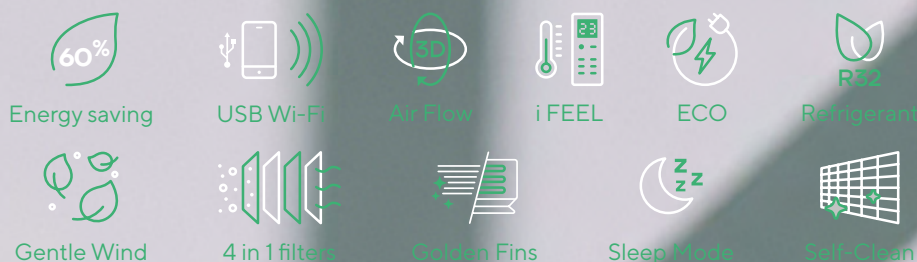 60%
3D
23
R32
Energy saving
USB Wi-Fi
Air Flow
i FEEL
ECO
Refrigerant
z z z
Gentle Wind
4 in 1 filters
Golden Fins
Sleep Mode
Self-Clean